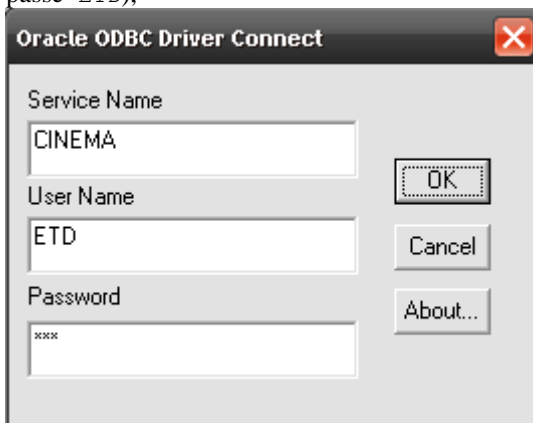 passe ETD),
Oracle ODBC Driver Connect
Service Name
CINEMA
OK
User Name
ETD
Cancel
Password
About...
***